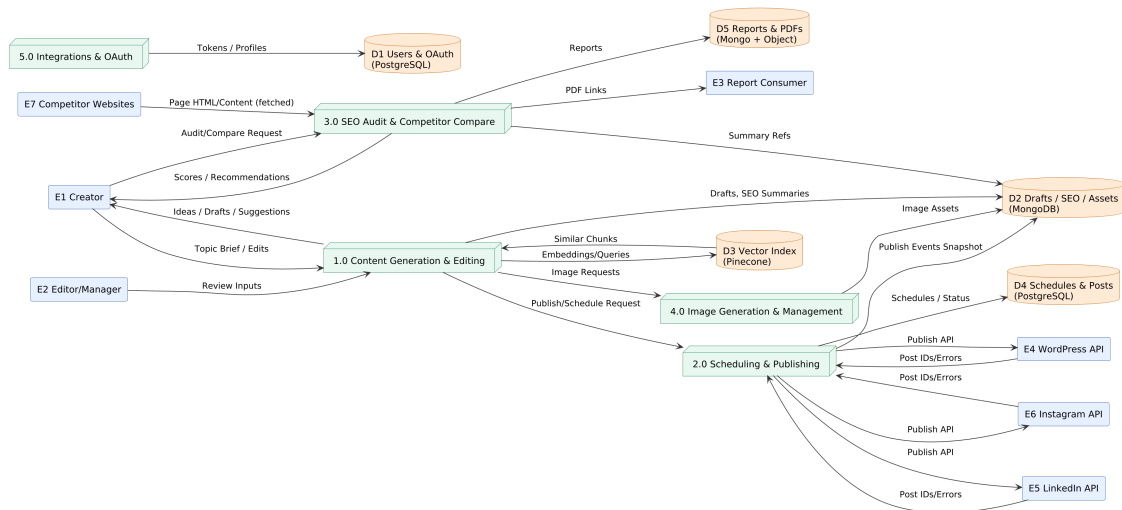 D5 Reports & PDFs
(Mongo + Object)
Reports
5.0 Integrations & OAuth
Tokens / Profiles
D1 Users & OAuth
(PostgreSQL)
E3 Report Consumer
PDF Links
E7 Competitor Websites
Page HTML/Content (fetched)
3.0 SEO Audit & Competitor Compare
Audit/Compare Request
Summary Refs
Scores / Recommendations
E1 Creator
Drafts, SEO Summaries
D2 Drafts / SEO / Assets
(MongoDB)
Image Assets
Ideas / Drafts / Suggestions
Topic Brief / Edits
Similar Chunks
Publish Events Snapshot
D3 Vector Index
(Pinecone)
1.0 Content Generation & Editing
Embeddings/Queries
Image Requests
E2 Editor/Manager
Review Inputs
D4 Schedules & Posts
(PostgreSQL)
Schedules / Status
Publish/Schedule Request
4.0 Image Generation & Management
Publish API
E4 WordPress API
Post IDs/Errors
2.0 Scheduling & Publishing
Post IDs/Errors
E6 Instagram API
Publish API
Publish API
E5 LinkedIn API
Post IDs/Errors